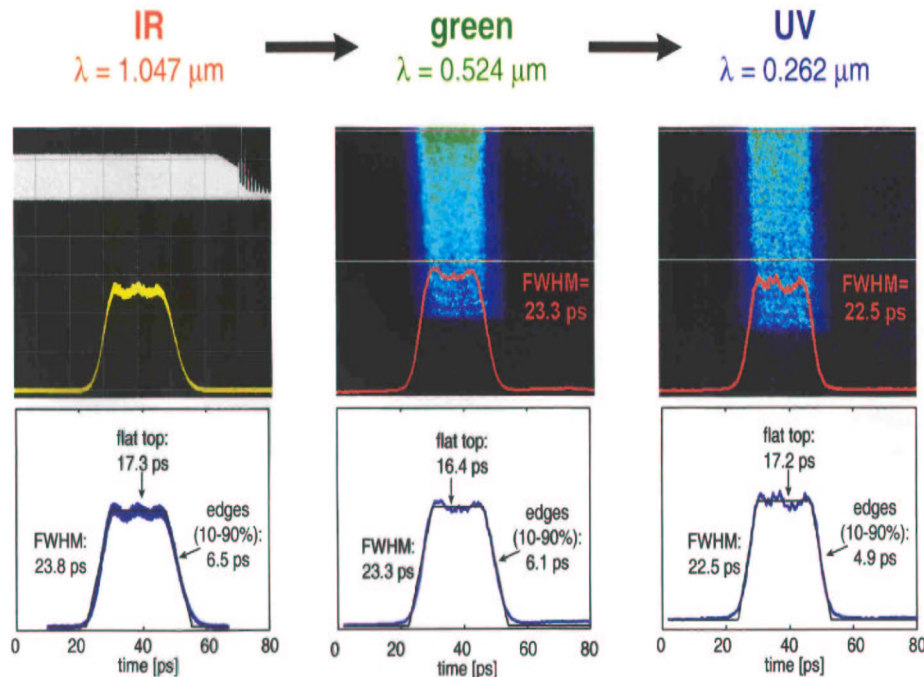 IR
green
UV
λ = 1.047 μm
λ = 0.524 μm
λ = 0.262 μm
FWHM=
23.3 ps
FWHM=
22.5 ps
flat top:
17.3 ps
edges
(10-90%):
6.5 ps
FWHM:
23.8 ps
0 20 40 60 80
time [ps]
flat top:
16.4 ps
edges
(10-90%):
6.1 ps
FWHM:
23.3 ps
0 20 40 60 80
time [ps]
flat top:
17.2 ps
edges
(10-90%):
4.9 ps
FWHM:
22.5 ps
0 20 40 60 80
time [ps]